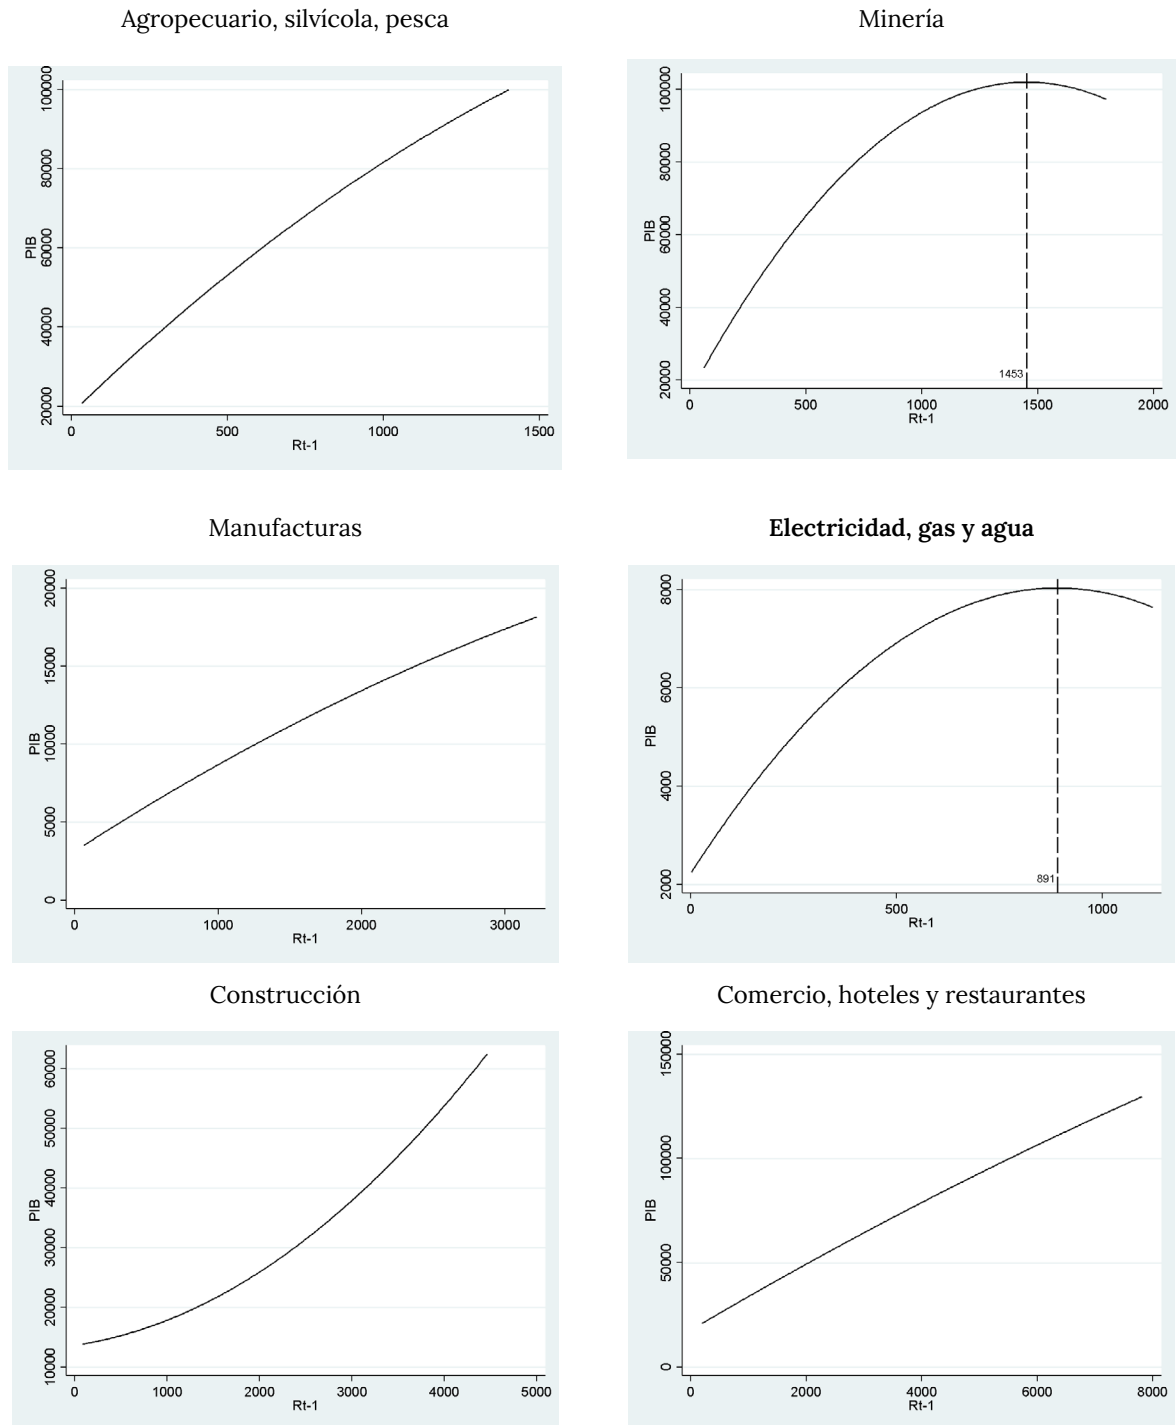 Agropecuario, silvícola, pesca
PIB
100000
80000
60000
40000
20000
0 500 1000 1500
Rt-1
Minería
PIB
100000
80000
60000
40000
20000
1453
0 500 1000 1500 2000
Rt-1
Manufacturas
PIB
20000
15000
10000
5000
0
0 1000 2000 3000
Rt-1
Electricidad, gas y agua
PIB
8000
6000
4000
2000
891
0 500 1000
Rt-1
Construcción
PIB
60000
50000
40000
30000
20000
10000
0 1000 2000 3000 4000 5000
Rt-1
Comercio, hoteles y restaurantes
PIB
150000
100000
50000
0
0 2000 4000 6000 8000
Rt-1